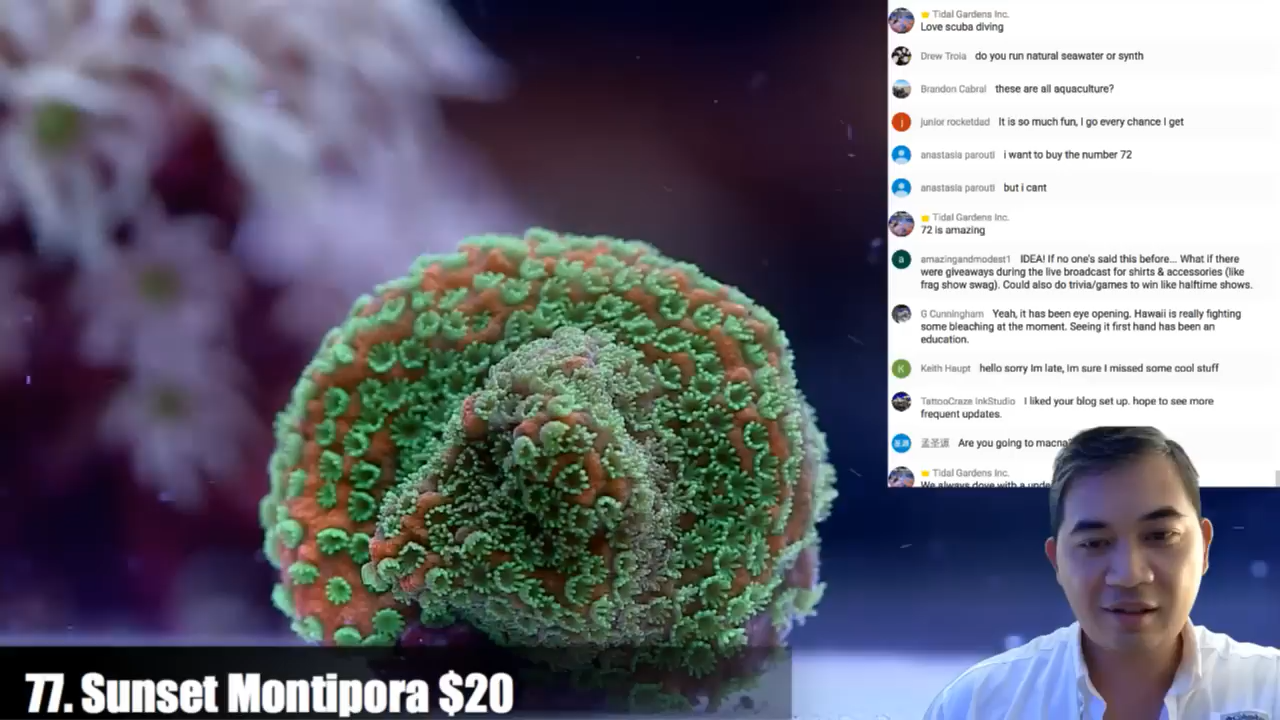 Tidal Gardens Inc.
Love scuba diving
Drew Troia do you run natural seawater or synth
Brandon Cabral these are all aquaculture?
junior rocketdad It is so much fun, I go every chance I get
anastasia parouti i want to buy the number 72
anastasia parouti but i cant
Tidal Gardens Inc.
72 is amazing
amazingandmodest1 IDEA! If no one's said this before... What if there
were giveaways during the live broadcast for shirts & accessories (like
frag show swag). Could also do trivia/games to win like halftime shows.
G Cunningham Yeah, it has been eye opening. Hawaii is really fighting
some bleaching at the moment. Seeing it first hand has been an
education.
Keith Haupt hello sorry Im late, Im sure I missed some cool stuff
TattooCraze InkStudio I liked your blog set up. hope to see more
frequent updates.
孟圣源 Are you going to macna?
Tidal Gardens Inc.
We always dove with a unde
77. Sunset Montipora $20